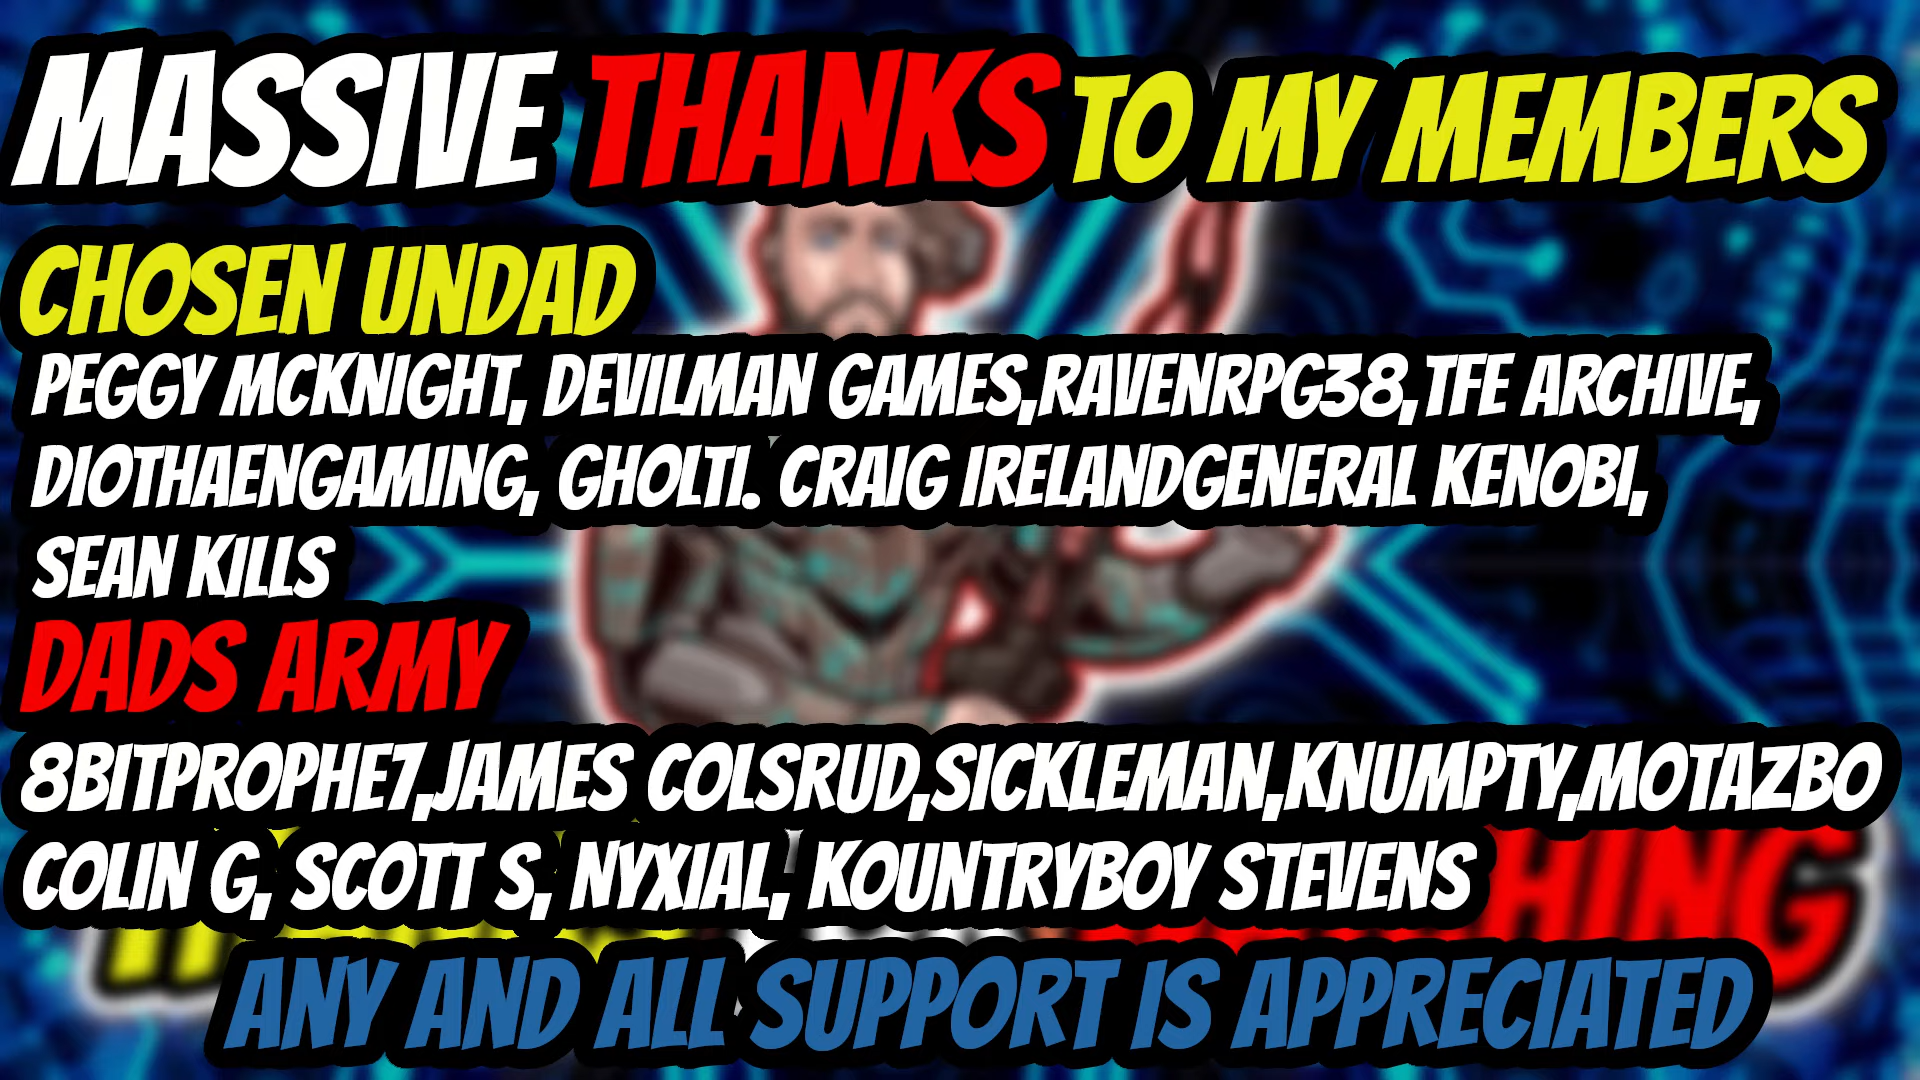 MASSIVE THANKS TO MY MEMBERS
CHOSEN UNDAD
PEGGY MCKNIGHT, DEVILMAN GAMES,RAVENRPG38,TFE ARCHIVE,
DIOTHAENGAMING, GHOLTI. CRAIG IRELANDGENERAL KENOBI,
SEAN KILLS
DADS ARMY
8BITPROPHE7,JAMES COLSRUD,SICKLEMAN,KNUMPTY,MOTAZBO
COLIN G, SCOTT S, NYXIAL, KOUNTRYBOY STEVENS
ANY AND ALL SUPPORT IS APPRECIATED